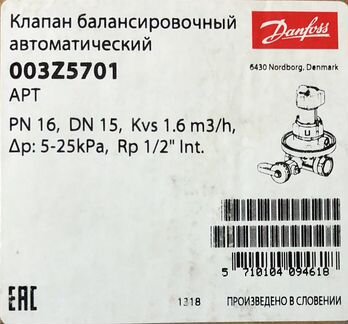 Клапан балансировочный
автоматический
003Z5701
APT
PN 16, DN 15, Kvs 1.6 m3/h,
Δp: 5-25kPa, Rp 1/2" Int.
Danfoss
6430 Nordborg, Denmark
5 710104 094618
EAC
1318
ПРОИЗВЕДЕНО В СЛОВЕНИИ